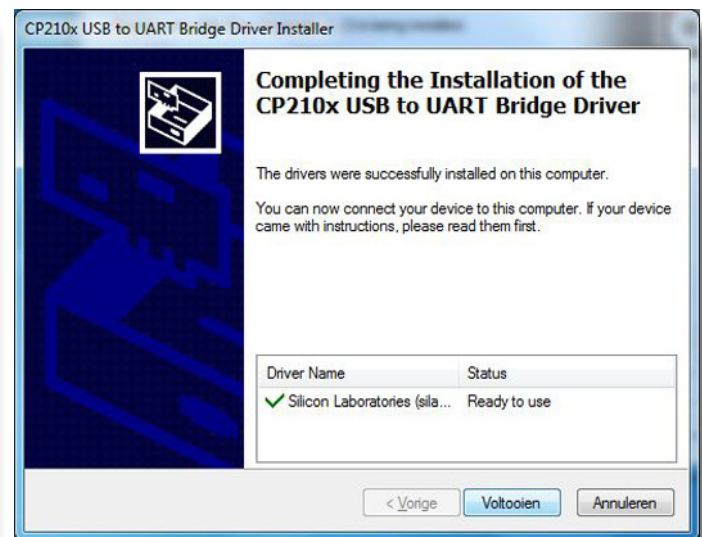 CP210x USB to UART Bridge Driver Installer
Completing the Installation of the
CP210x USB to UART Bridge Driver
The drivers were successfully installed on this computer.
You can now connect your device to this computer. If your device
came with instructions, please read them first.
Driver Name Status
Silicon Laboratories (sila... Ready to use
< Vorige Voltooien Annuleren